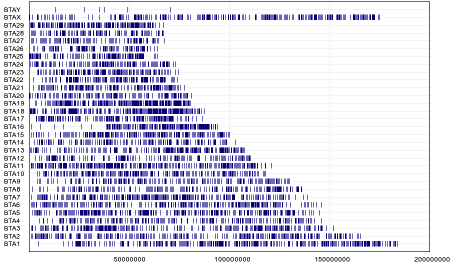 BTAY
BTAX
BTA29
BTA28
BTA27
BTA26
BTA25
BTA24
BTA23
BTA22
BTA21
BTA20
BTA19
BTA18
BTA17
BTA16
BTA15
BTA14
BTA13
BTA12
BTA11
BTA10
BTA9
BTA8
BTA7
BTA6
BTA5
BTA4
BTA3
BTA2
BTA1
50000000 100000000 150000000 200000000